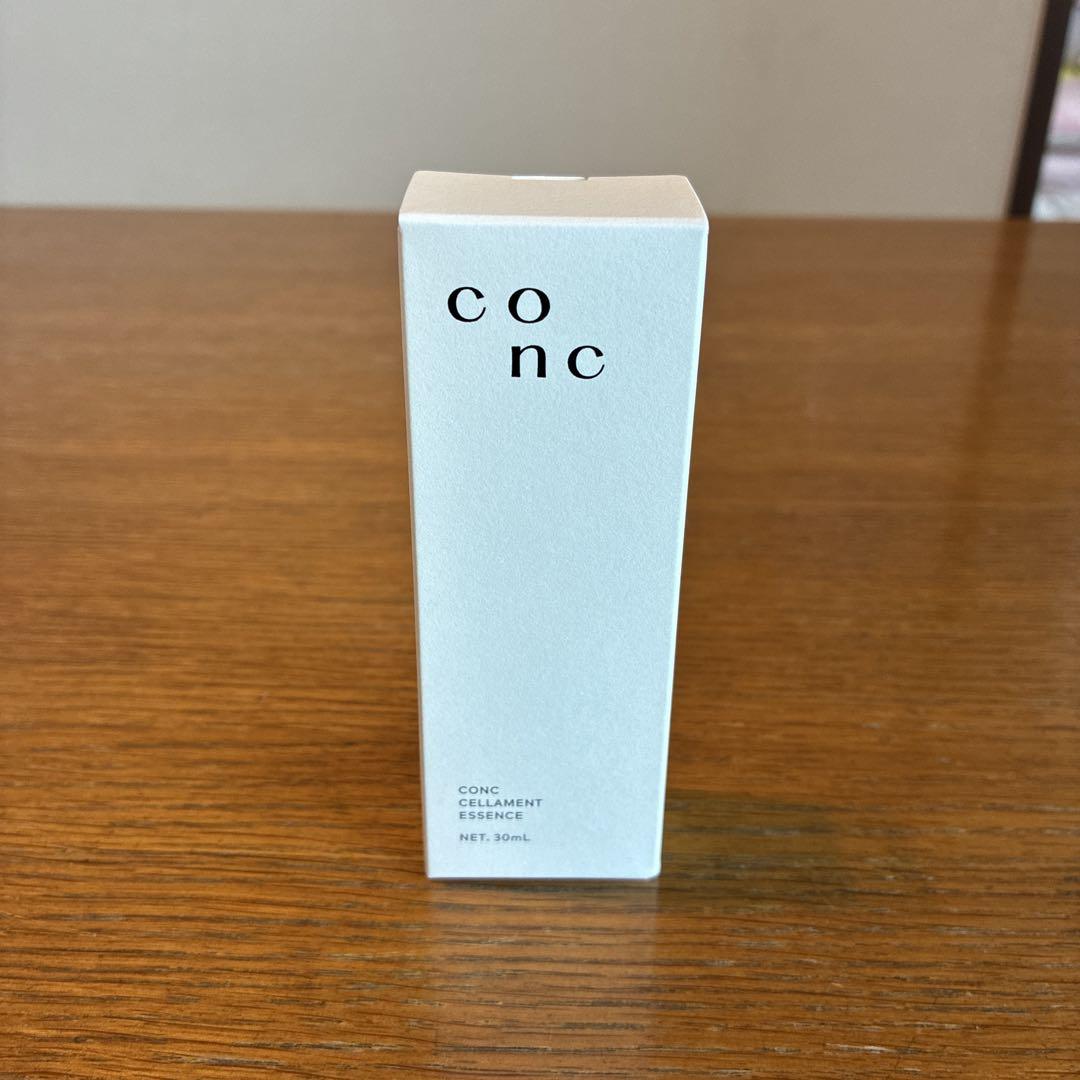 co
nc
CONC
CELLAMENT
ESSENCE
NET. 30mL